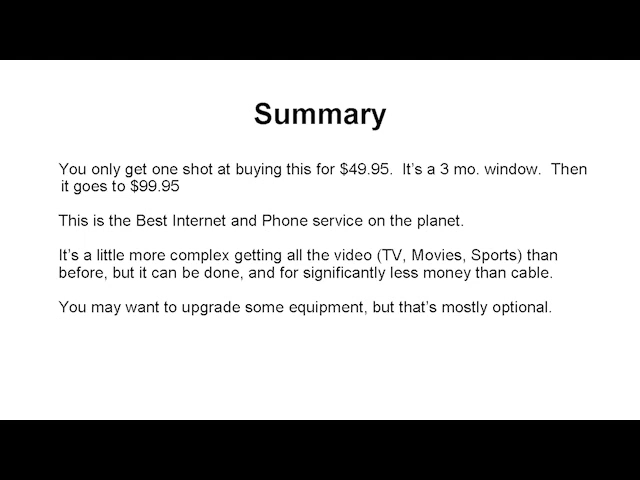 Summary
You only get one shot at buying this for $49.95.  It's a 3 mo. window.  Then
it goes to $99.95
This is the Best Internet and Phone service on the planet.
It's a little more complex getting all the video (TV, Movies, Sports) than
before, but it can be done, and for significantly less money than cable.
You may want to upgrade some equipment, but that's mostly optional.